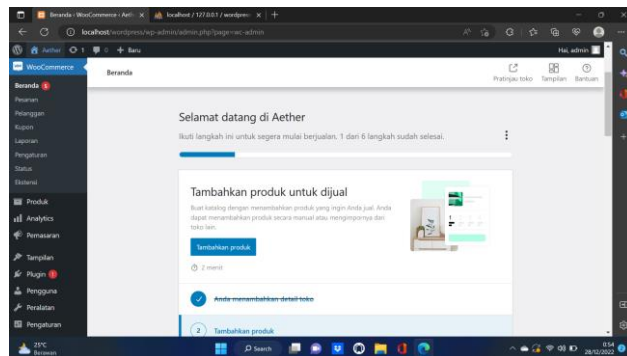 Beranda ‹ WooCommerce ‹ Aeth
localhost / 127.0.0.1 / wordpress
localhost/wordpress/wp-admin/admin.php?page=wc-admin
Aether
1
0
+ Baru
Hai, admin
WooCommerce
Beranda
Pesanan
Pelanggan
Kupon
Laporan
Pengaturan
Status
Ekstensi
Produk
Analytics
Pemasaran
Tampilan
Plugin
Pengguna
Peralatan
Pengaturan
Beranda
Pratinjau toko
Tampilan
Bantuan
Selamat datang di Aether
Ikuti langkah ini untuk segera mulai berjualan. 1 dari 6 langkah sudah selesai.
Tambahkan produk untuk dijual
Buat katalog dengan menambahkan produk yang ingin Anda jual. Anda
dapat menambahkan produk secara manual atau mengimpornya dari
toko lain.
Tambahkan produk
2 menit
Anda menambahkan detail toko
2 Tambahkan produk
25°C
Berawan
Search
0:54
28/12/2022